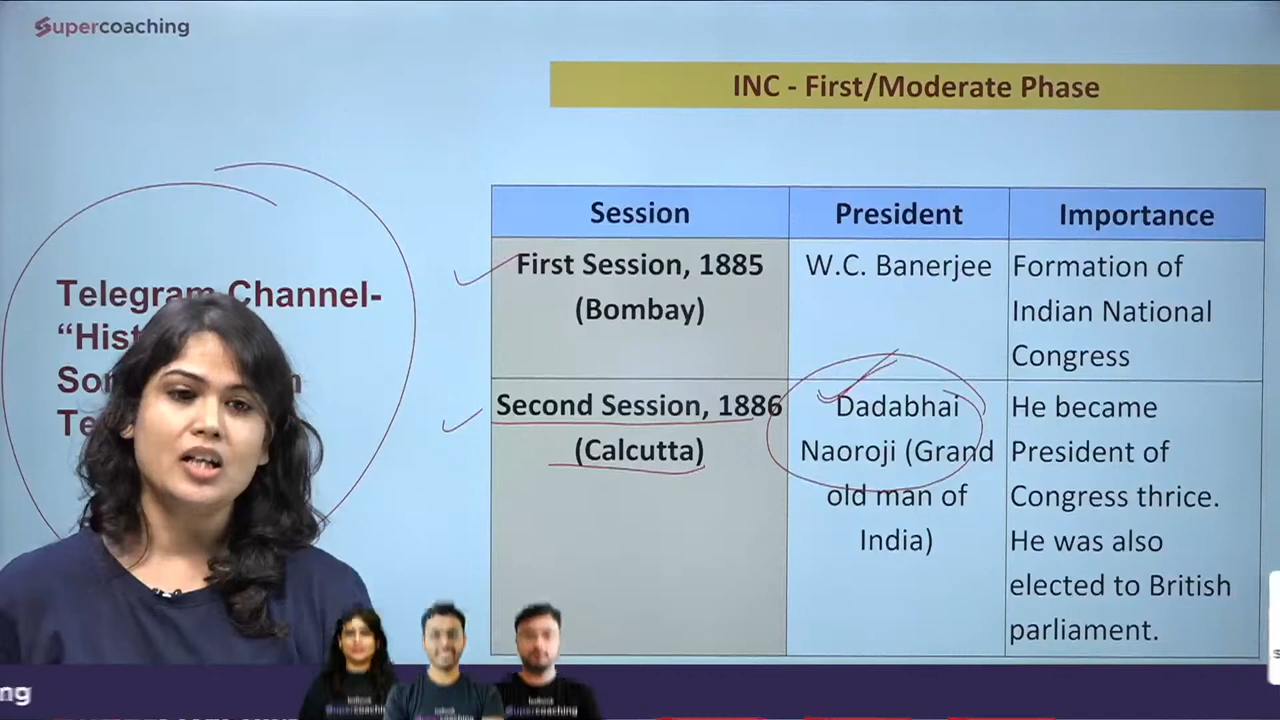 Supercoaching
INC - First/Moderate Phase
Telegram Channel-
Session
President
Importance
First Session, 1885
(Bombay)
W.C. Banerjee
Formation of
Indian National
Congress
Second Session, 1886
(Calcutta)
Dadabhai
Naoroji (Grand
old man of
India)
He became
President of
Congress thrice.
He was also
elected to British
parliament.
supercoaching
supercoaching